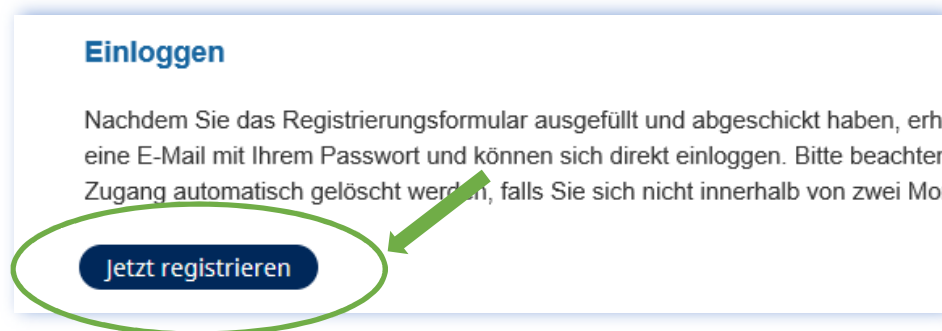 Einloggen
Nachdem Sie das Registrierungsformular ausgefüllt und abgeschickt haben, erh
eine E-Mail mit Ihrem Passwort und können sich direkt einloggen. Bitte beachten
Zugang automatisch gelöscht werden, falls Sie sich nicht innerhalb von zwei Mo
Jetzt registrieren